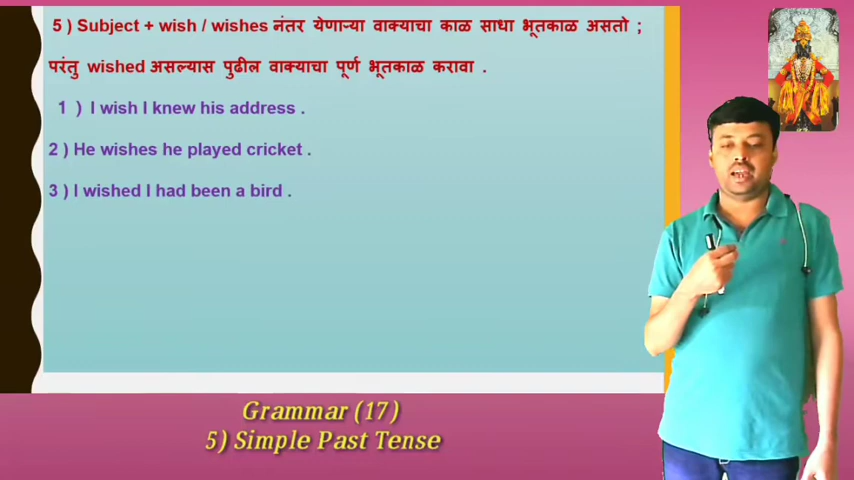 5 ) Subject + wish / wishes नंतर येणाऱ्या वाक्याचा काळ साधा भूतकाळ असतो ;
परंतु wished असल्यास पुढील वाक्याचा पूर्ण भूतकाळ करावा .
1 ) I wish I knew his address .
2 ) He wishes he played cricket .
3 ) I wished I had been a bird .
Grammar (17)
5) Simple Past Tense